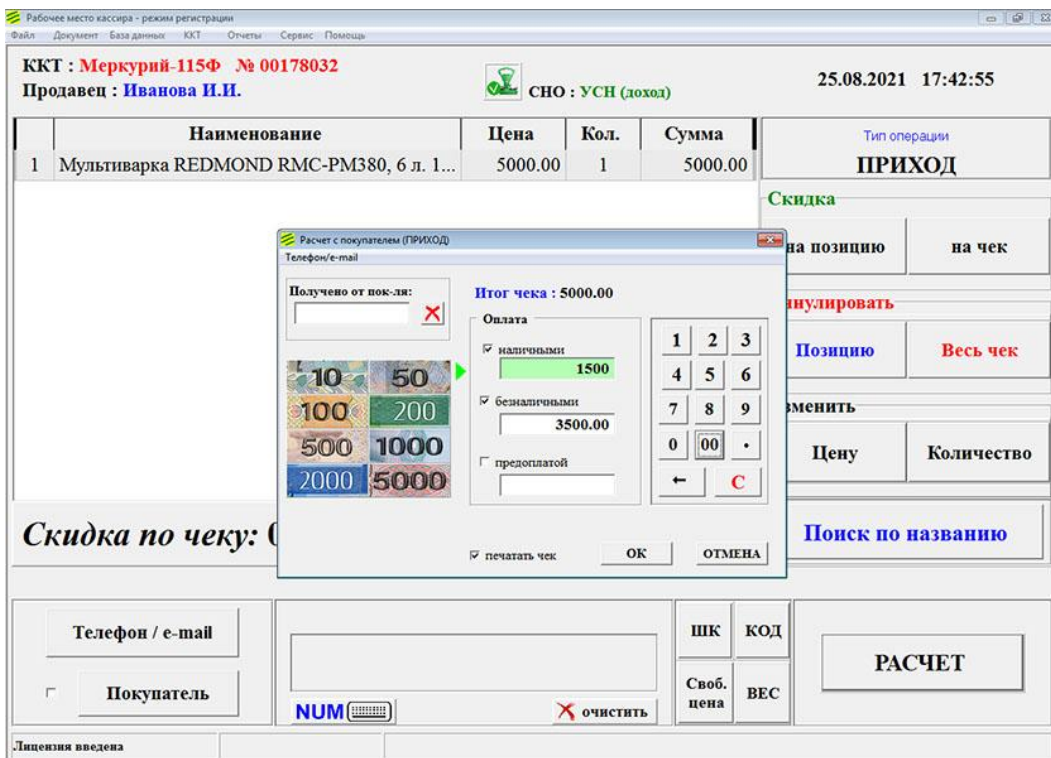 Рабочее место кассира - режим регистрации
Файл Документ База данных ККТ Отчеты Сервис Помощь
ККТ : Меркурий-115Ф № 00178032
Продавец : Иванова И.И.
СНО : УСН (доход)
25.08.2021 17:42:55
Наименование Цена Кол. Сумма
1 Мультиварка REDMOND RMC-PM380, 6 л. 1... 5000.00 1 5000.00
Тип операции
ПРИХОД
Скидка
на позицию на чек
Позицию Весь чек
Цену Количество
Поиск по названию
Скидка по чеку:
Расчет с покупателем (ПРИХОД)
Телефон/e-mail
Получено от пок-ля:
Итог чека : 5000.00
Оплата
наличными
1500
безналичными
3500.00
предоплатой
10 50
100 200
500 1000
2000 5000
1 2 3
4 5 6
7 8 9
0 00 .
← C
печатать чек OK ОТМЕНА
Телефон / e-mail
Покупатель
NUM
очистить
ШК КОД
Своб. цена ВЕС
РАСЧЕТ
Лицензия введена